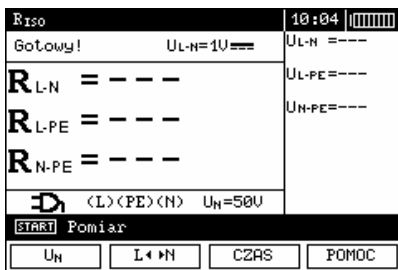 RISO 10:04
Gotowy! UL-N=1V
UL-N =---
RL-N = ---
UL-PE=---
RL-PE = ---
UN-PE=---
RN-PE = ---
(L)(PE)(N) UN=50V
START Pomiar
UN L◄►N CZAS POMOC